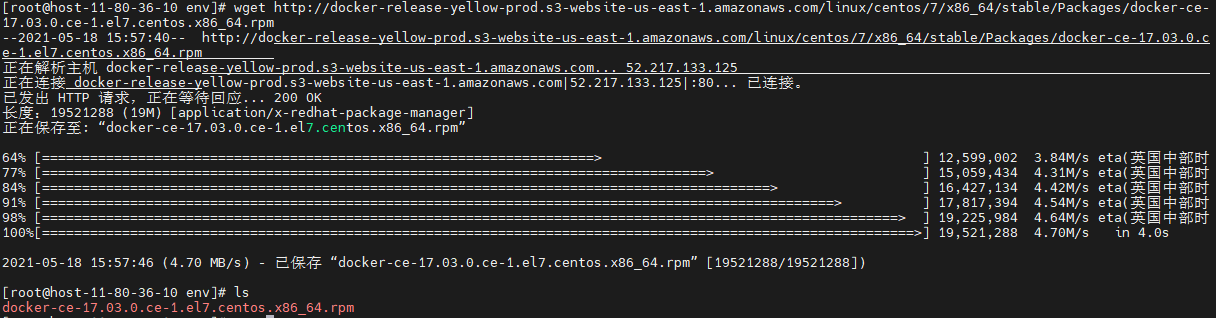 [root@host-11-80-36-10 env]# wget http://docker-release-yellow-prod.s3-website-us-east-1.amazonaws.com/linux/centos/7/x86_64/stable/Packages/docker-ce-
17.03.0.ce-1.el7.centos.x86_64.rpm
--2021-05-18 15:57:40--  http://docker-release-yellow-prod.s3-website-us-east-1.amazonaws.com/linux/centos/7/x86_64/stable/Packages/docker-ce-17.03.0.c
e-1.el7.centos.x86_64.rpm
正在解析主机 docker-release-yellow-prod.s3-website-us-east-1.amazonaws.com... 52.217.133.125
正在连接 docker-release-yellow-prod.s3-website-us-east-1.amazonaws.com|52.217.133.125|:80... 已连接。
已发出 HTTP 请求，正在等待回应... 200 OK
长度：19521288 (19M) [application/x-redhat-package-manager]
正在保存至: “docker-ce-17.03.0.ce-1.el7.centos.x86_64.rpm”
64% [======================================================================> ] 12,599,002 3.84M/s eta(英国中部时
77% [====================================================================================> ] 15,059,434 4.31M/s eta(英国中部时
84% [============================================================================================> ] 16,427,134 4.42M/s eta(英国中部时
91% [====================================================================================================> ] 17,817,394 4.54M/s eta(英国中部时
98% [============================================================================================================> ] 19,225,984 4.64M/s eta(英国中部时
100%[==============================================================================================================>] 19,521,288 4.70M/s in 4.0s
2021-05-18 15:57:46 (4.70 MB/s) - 已保存 “docker-ce-17.03.0.ce-1.el7.centos.x86_64.rpm” [19521288/19521288])
[root@host-11-80-36-10 env]# ls
docker-ce-17.03.0.ce-1.el7.centos.x86_64.rpm